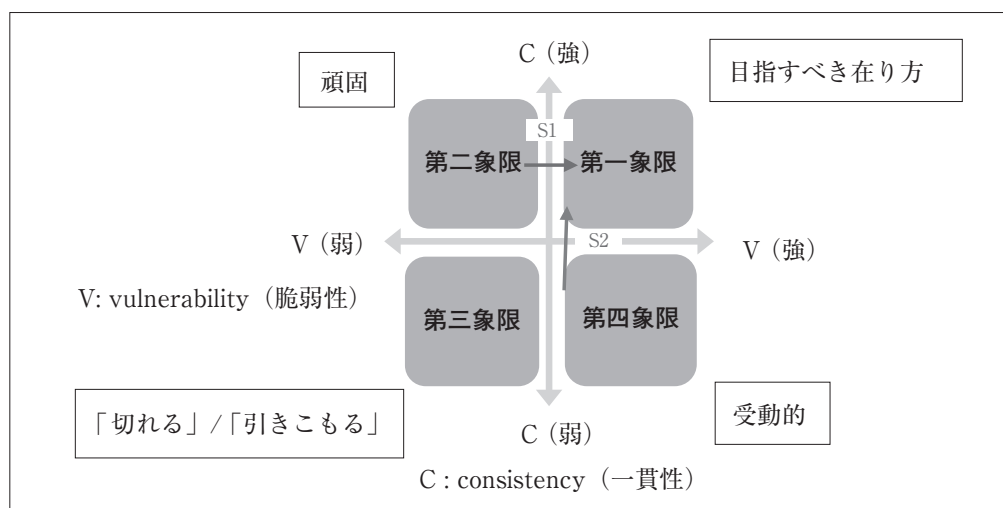 C（強）
頑固
目指すべき在り方
S1
第二象限
第一象限
V（弱）
S2
V（強）
V: vulnerability（脆弱性）
第三象限
第四象限
「切れる」/「引きこもる」
受動的
C（弱）
C : consistency（一貫性）